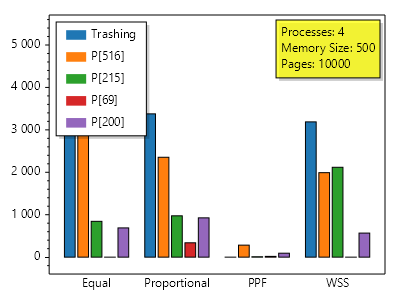 Trashing
P[516]
P[215]
P[69]
P[200]
Processes: 4
Memory Size: 500
Pages: 10000
5 000
4 000
3 000
2 000
1 000
0
Equal Proportional PPF WSS